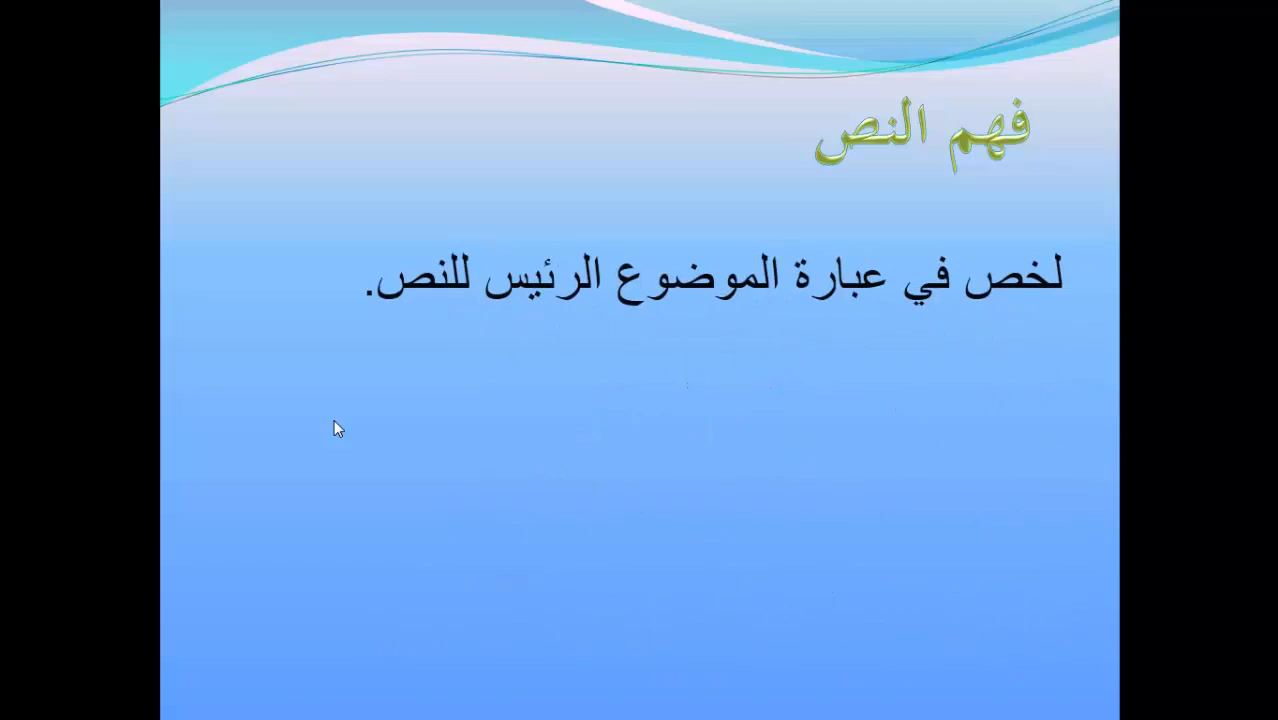 فهم النص
لخص في عبارة الموضوع الرئيس للنص.